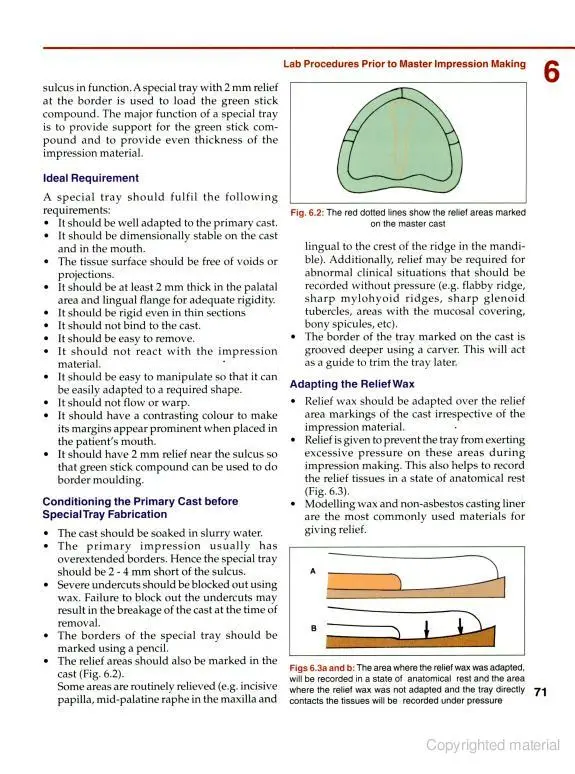 Lab Procedures Prior to Master Impression Making
6
sulcus in function. A special tray with 2 mm relief
at the border is used to load the green stick
compound. The major function of a special tray
is to provide support for the green stick com-
pound and to provide even thickness of the
impression material.
Ideal Requirement
A special tray should fulfil the following
requirements:
• It should be well adapted to the primary cast.
• It should be dimensionally stable on the cast
and in the mouth.
• The tissue surface should be free of voids or
projections.
• It should be at least 2 mm thick in the palatal
area and lingual flange for adequate rigidity.
• It should be rigid even in thin sections
• It should not bind to the cast.
• It should be easy to remove.
• It should not react with the impression
material.
• It should be easy to manipulate so that it can
be easily adapted to a required shape.
• It should not flow or warp.
• It should have a contrasting colour to make
its margins appear prominent when placed in
the patient's mouth.
• It should have 2 mm relief near the sulcus so
that green stick compound can be used to do
border moulding.
Conditioning the Primary Cast before
Special Tray Fabrication
• The cast should be soaked in slurry water.
• The primary impression usually has
overextended borders. Hence the special tray
should be 2 - 4 mm short of the sulcus.
• Severe undercuts should be blocked out using
wax. Failure to block out the undercuts may
result in the breakage of the cast at the time of
removal.
• The borders of the special tray should be
marked using a pencil.
• The relief areas should also be marked in the
cast (Fig. 6.2).
Some areas are routinely relieved (e.g. incisive
papilla, mid-palatine raphe in the maxilla and
Fig. 6.2: The red dotted lines show the relief areas marked
on the master cast
lingual to the crest of the ridge in the mandi-
ble). Additionally, relief may be required for
abnormal clinical situations that should be
recorded without pressure (e.g. flabby ridge,
sharp mylohyoid ridges, sharp glenoid
tubercles, areas with the mucosal covering,
bony spicules, etc).
• The border of the tray marked on the cast is
grooved deeper using a carver. This will act
as a guide to trim the tray later.
Adapting the Relief Wax
• Relief wax should be adapted over the relief
area markings of the cast irrespective of the
impression material.
• Relief is given to prevent the tray from exerting
excessive pressure on these areas during
impression making. This also helps to record
the relief tissues in a state of anatomical rest
(Fig. 6.3).
• Modelling wax and non-asbestos casting liner
are the most commonly used materials for
giving relief.
A
B
Figs 6.3a and b: The area where the relief wax was adapted,
will be recorded in a state of anatomical rest and the area
where the relief wax was not adapted and the tray directly
contacts the tissues will be recorded under pressure
71
Copyrighted material